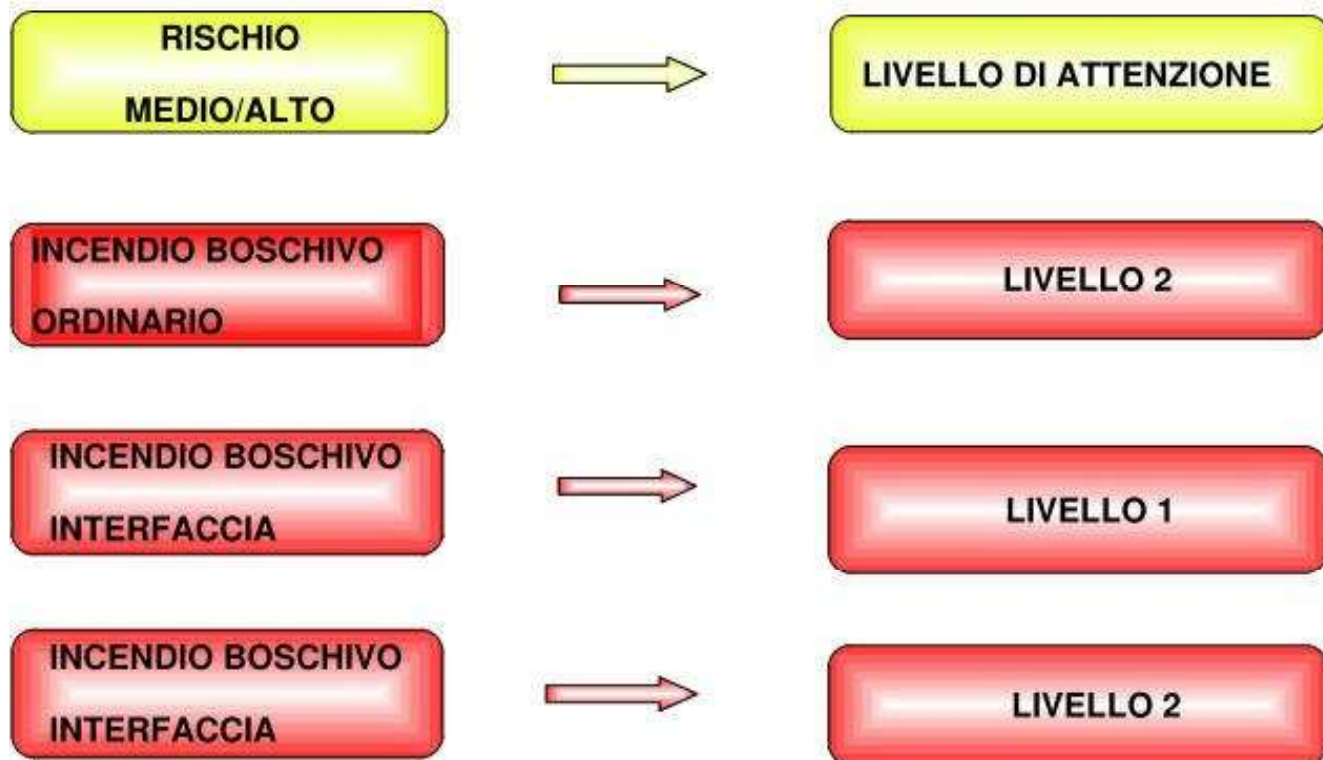 RISCHIO
MEDIO/ALTO
LIVELLO DI ATTENZIONE
INCENDIO BOSCHIVO
ORDINARIO
LIVELLO 2
INCENDIO BOSCHIVO
INTERFACCIA
LIVELLO 1
INCENDIO BOSCHIVO
INTERFACCIA
LIVELLO 2